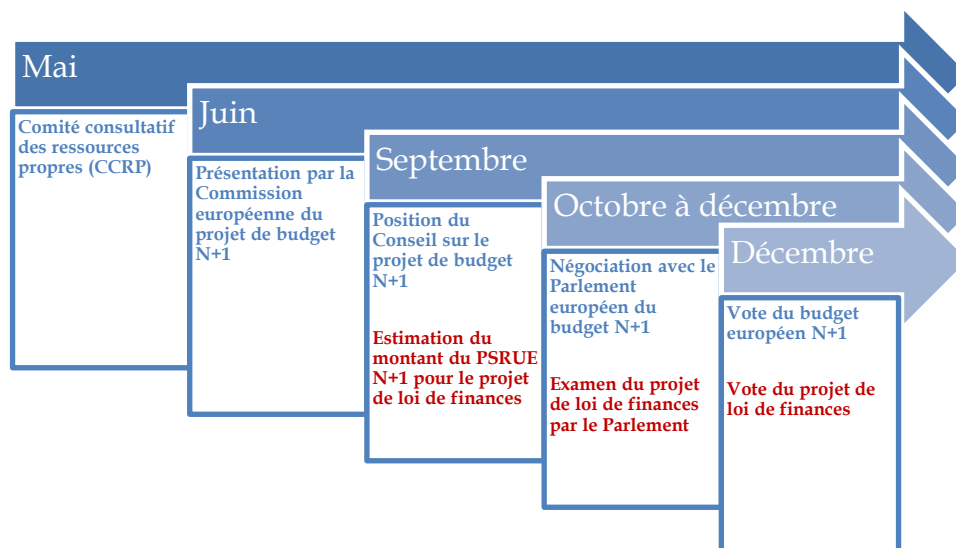 Mai
Comité consultatif
des ressources
propres (CCRP)
Juin
Présentation par la
Commission
européenne du
projet de budget
N+1
Septembre
Position du
Conseil sur le
projet de budget
N+1
Estimation du
montant du PSRUE
N+1 pour le projet
de loi de finances
Octobre à décembre
Négociation avec le
Parlement
européen du
budget N+1
Examen du projet
de loi de finances
par le Parlement
Décembre
Vote du budget
européen N+1
Vote du projet de
loi de finances